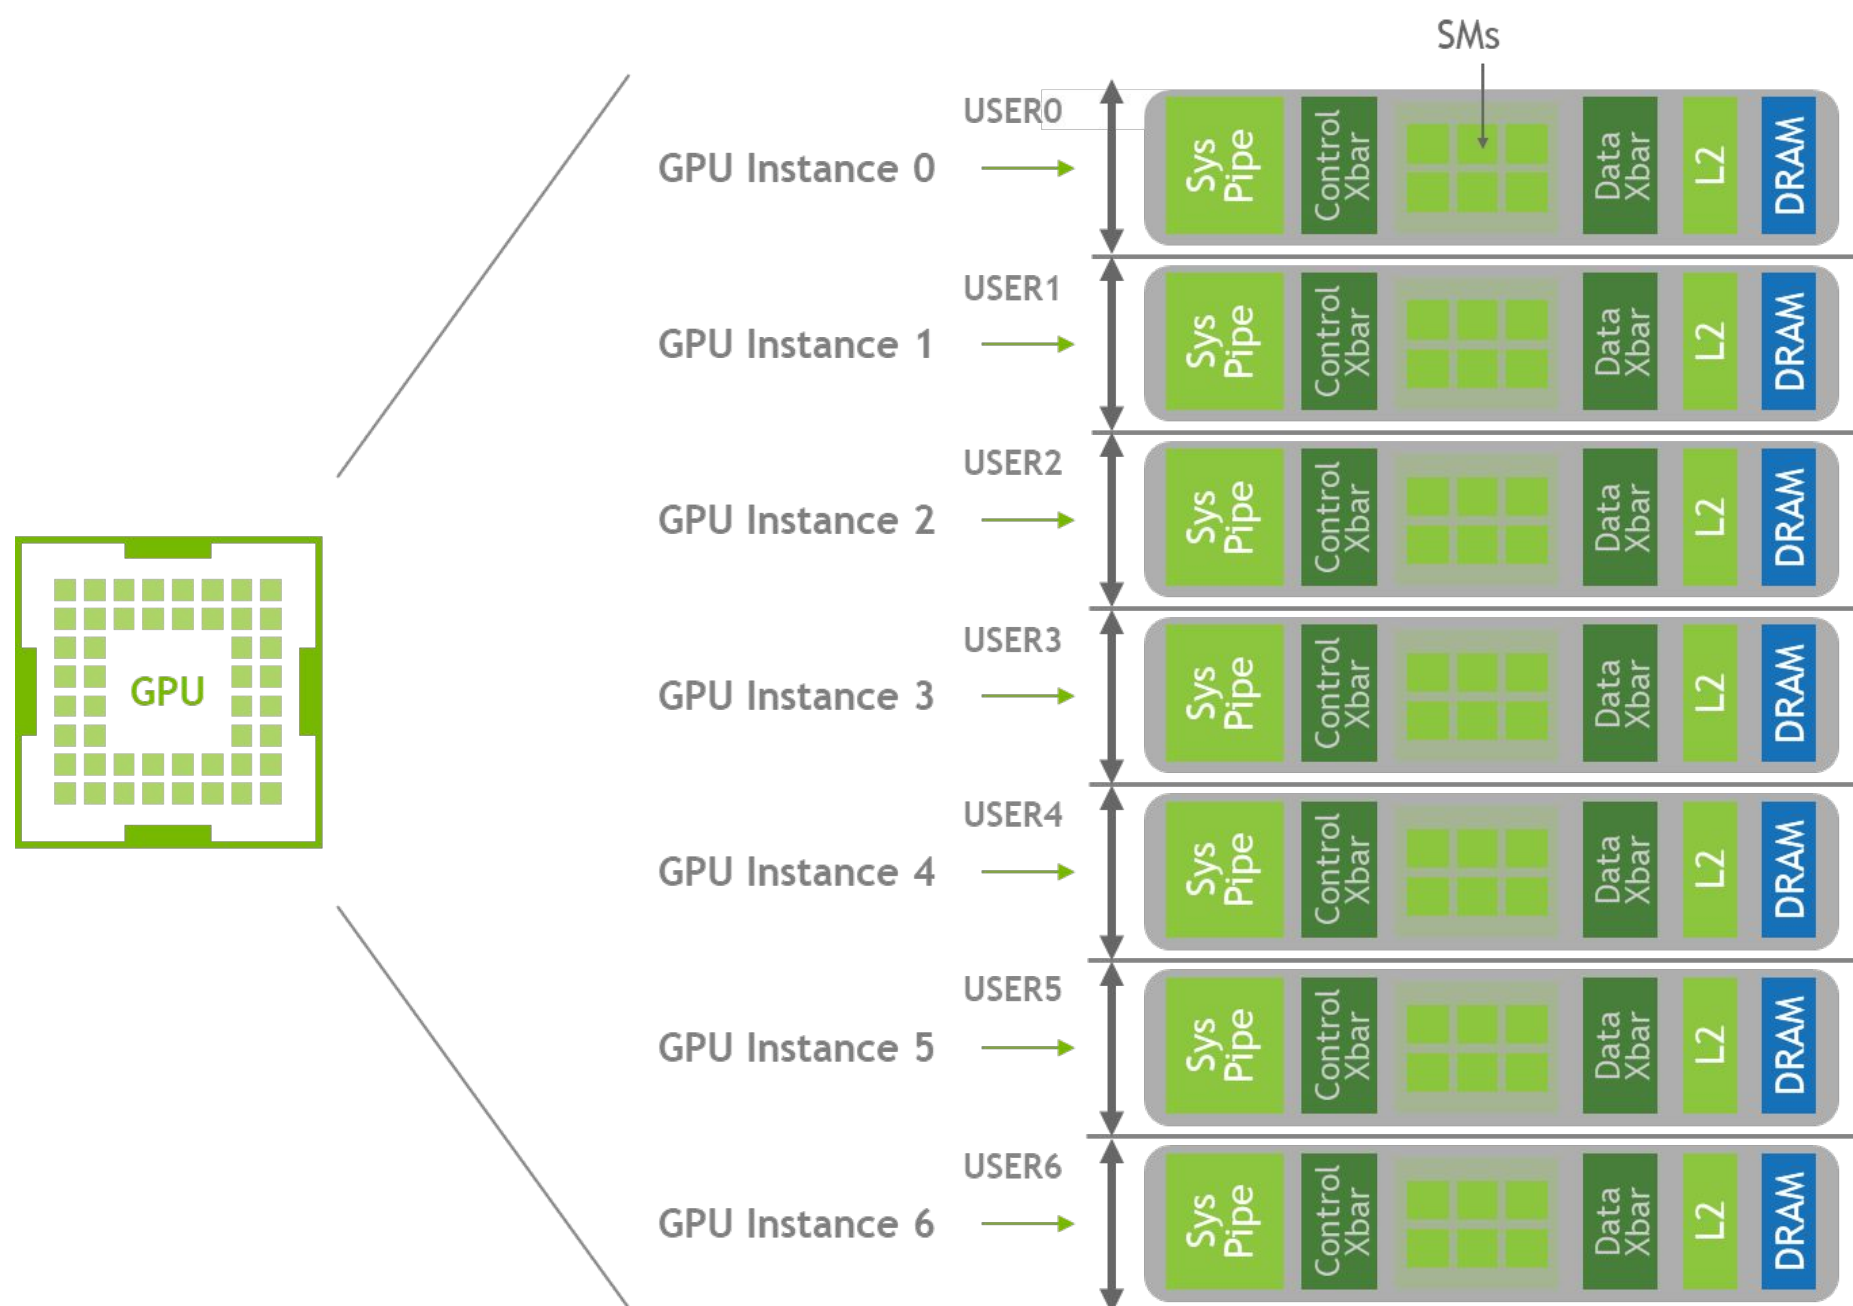 SMs
USER0
GPU Instance 0
Sys
Pipe
Control
Xbar
Data
Xbar
L2
DRAM
USER1
GPU Instance 1
Sys
Pipe
Control
Xbar
Data
Xbar
L2
DRAM
USER2
GPU Instance 2
Sys
Pipe
Control
Xbar
Data
Xbar
L2
DRAM
USER3
GPU Instance 3
Sys
Pipe
Control
Xbar
Data
Xbar
L2
DRAM
GPU
USER4
GPU Instance 4
Sys
Pipe
Control
Xbar
Data
Xbar
L2
DRAM
USER5
GPU Instance 5
Sys
Pipe
Control
Xbar
Data
Xbar
L2
DRAM
USER6
GPU Instance 6
Sys
Pipe
Control
Xbar
Data
Xbar
L2
DRAM